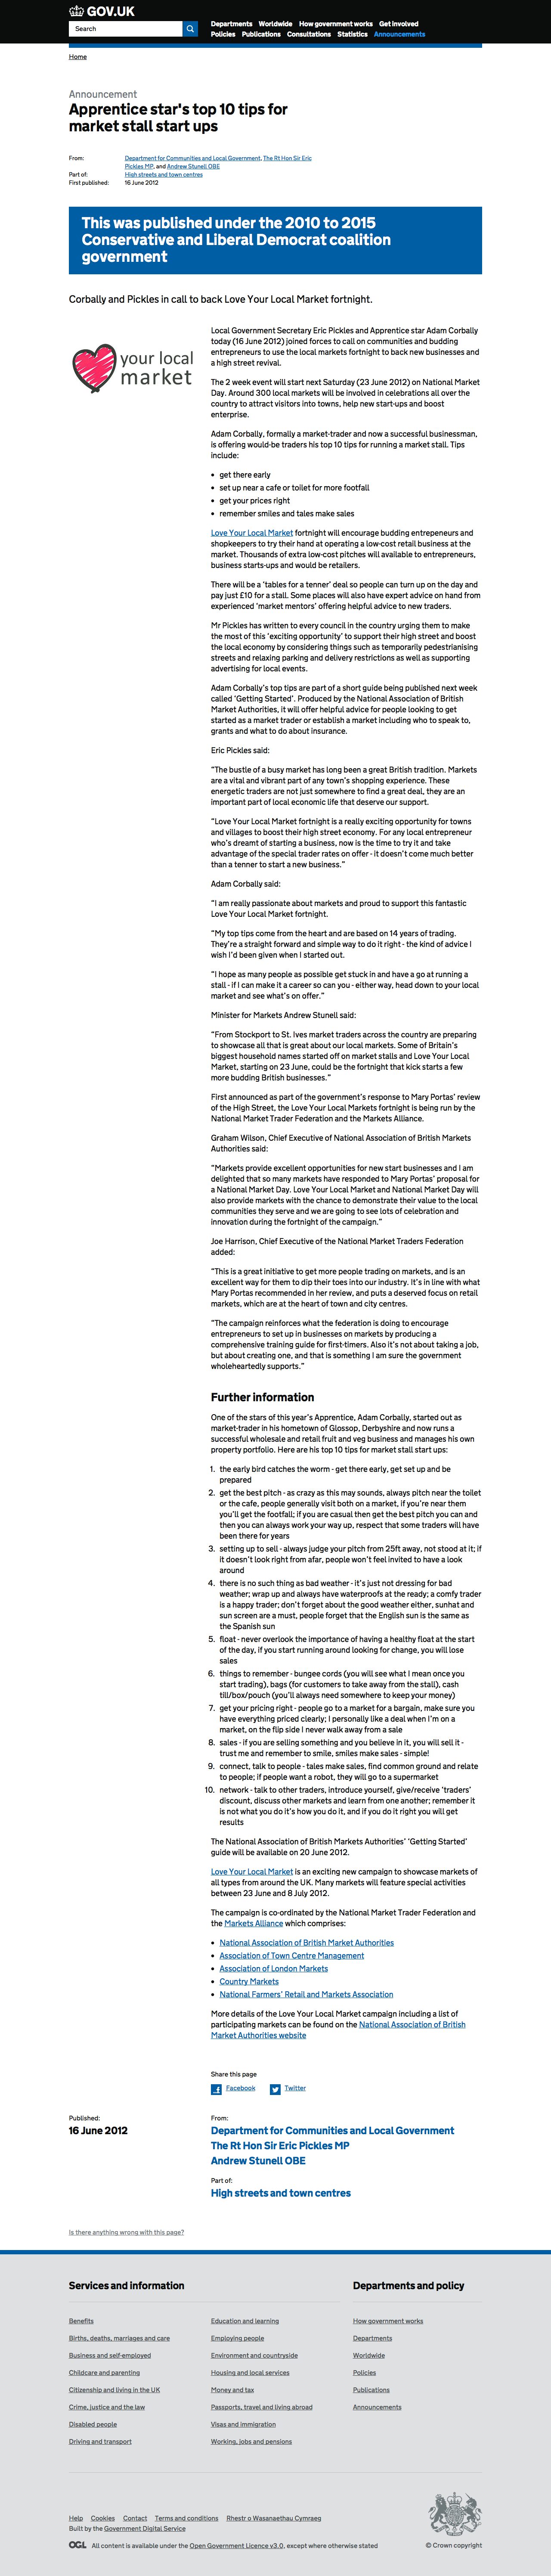 GOV.UK
Search
Departments Worldwide How government works Get involved
Policies Publications Consultations Statistics Announcements
Home
Announcement
Apprentice star's top 10 tips for
market stall start ups
From: Department for Communities and Local Government, The Rt Hon Sir Eric
Pickles MP, and Andrew Stunell OBE
Part of: High streets and town centres
First published: 16 June 2012
This was published under the 2010 to 2015
Conservative and Liberal Democrat coalition
government
Corbally and Pickles in call to back Love Your Local Market fortnight.
your local
market
Local Government Secretary Eric Pickles and Apprentice star Adam Corbally
today (16 June 2012) joined forces to call on communities and budding
entrepreneurs to use the local markets fortnight to back new businesses and
a high street revival.
The 2 week event will start next Saturday (23 June 2012) on National Market
Day. Around 300 local markets will be involved in celebrations all over the
country to attract visitors into towns, help new start-ups and boost
enterprise.
Adam Corbally, formally a market-trader and now a successful businessman,
is offering would-be traders his top 10 tips for running a market stall. Tips
include:
• get there early
• set up near a cafe or toilet for more footfall
• get your prices right
• remember smiles and tales make sales
Love Your Local Market fortnight will encourage budding entrepeneurs and
shopkeepers to try their hand at operating a low-cost retail business at the
market. Thousands of extra low-cost pitches will available to entrepreneurs,
business starts-ups and would be retailers.
There will be a ‘tables for a tenner’ deal so people can turn up on the day and
pay just £10 for a stall. Some places will also have expert advice on hand from
experienced ‘market mentors’ offering helpful advice to new traders.
Mr Pickles has written to every council in the country urging them to make
the most of this ‘exciting opportunity’ to support their high street and boost
the local economy by considering things such as temporarily pedestrianising
streets and relaxing parking and delivery restrictions as well as supporting
advertising for local events.
Adam Corbally’s top tips are part of a short guide being published next week
called ‘Getting Started’. Produced by the National Association of British
Market Authorities, it will offer helpful advice for people looking to get
started as a market trader or establish a market including who to speak to,
grants and what to do about insurance.
Eric Pickles said:
“The bustle of a busy market has long been a great British tradition. Markets
are a vital and vibrant part of any town’s shopping experience. These
energetic traders are not just somewhere to find a great deal, they are an
important part of local economic life that deserve our support.
“Love Your Local Market fortnight is a really exciting opportunity for towns
and villages to boost their high street economy. For any local entrepreneur
who’s dreamt of starting a business, now is the time to try it and take
advantage of the special trader rates on offer - it doesn’t come much better
than a tenner to start a new business.”
Adam Corbally said:
“I am really passionate about markets and proud to support this fantastic
Love Your Local Market fortnight.
“My top tips come from the heart and are based on 14 years of trading.
They’re a straight forward and simple way to do it right - the kind of advice I
wish I’d been given when I started out.
“I hope as many people as possible get stuck in and have a go at running a
stall - if I can make it a career so can you - either way, head down to your local
market and see what’s on offer.”
Minister for Markets Andrew Stunell said:
“From Stockport to St. Ives market traders across the country are preparing
to showcase all that is great about our local markets. Some of Britain’s
biggest household names started off on market stalls and Love Your Local
Market, starting on 23 June, could be the fortnight that kick starts a few
more budding British businesses.”
First announced as part of the government’s response to Mary Portas’ review
of the High Street, the Love Your Local Markets fortnight is being run by the
National Market Trader Federation and the Markets Alliance.
Graham Wilson, Chief Executive of National Association of British Markets
Authorities said:
“Markets provide excellent opportunities for new start businesses and I am
delighted that so many markets have responded to Mary Portas’ proposal for
a National Market Day. Love Your Local Market and National Market Day will
also provide markets with the chance to demonstrate their value to the local
communities they serve and we are going to see lots of celebration and
innovation during the fortnight of the campaign.”
Joe Harrison, Chief Executive of the National Market Traders Federation
added:
“This is a great initiative to get more people trading on markets, and is an
excellent way for them to dip their toes into our industry. It’s in line with what
Mary Portas recommended in her review, and puts a deserved focus on retail
markets, which are at the heart of town and city centres.
“The campaign reinforces what the federation is doing to encourage
entrepreneurs to set up in businesses on markets by producing a
comprehensive training guide for first-timers. Also it’s not about taking a job,
but about creating one, and that is something I am sure the government
wholeheartedly supports.”
Further information
One of the stars of this year’s Apprentice, Adam Corbally, started out as
market-trader in his hometown of Glossop, Derbyshire and now runs a
successful wholesale and retail fruit and veg business and manages his own
property portfolio. Here are his top 10 tips for market stall start ups:
1. the early bird catches the worm - get there early, get set up and be
prepared
2. get the best pitch - as crazy as this may sounds, always pitch near the toilet
or the cafe, people generally visit both on a market, if you’re near them
you’ll get the footfall; if you are casual then get the best pitch you can and
then you can always work your way up, respect that some traders will have
been there for years
3. setting up to sell - always judge your pitch from 25ft away, not stood at it; if
it doesn’t look right from afar, people won’t feel invited to have a look
around
4. there is no such thing as bad weather - it’s just not dressing for bad
weather; wrap up and always have waterproofs at the ready; a comfy trader
is a happy trader; don’t forget about the good weather either, sunhat and
sun screen are a must, people forget that the English sun is the same as
the Spanish sun
5. float - never overlook the importance of having a healthy float at the start
of the day, if you start running around looking for change, you will lose
sales
6. things to remember - bungee cords (you will see what I mean once you
start trading), bags (for customers to take away from the stall), cash
till/box/pouch (you’ll always need somewhere to keep your money)
7. get your pricing right - people go to a market for a bargain, make sure you
have everything priced clearly; I personally like a deal when I’m on a
market, on the flip side I never walk away from a sale
8. sales - if you are selling something and you believe in it, you will sell it -
trust me and remember to smile, smiles make sales - simple!
9. connect, talk to people - tales make sales, find common ground and relate
to people; if people want a robot, they will go to a supermarket
10. network - talk to other traders, introduce yourself, give/receive ‘traders’
discount, discuss other markets and learn from one another; remember it
is not what you do it’s how you do it, and if you do it right you will get
results
The National Association of British Markets Authorities’ ‘Getting Started’
guide will be available on 20 June 2012.
Love Your Local Market is an exciting new campaign to showcase markets of
all types from around the UK. Many markets will feature special activities
between 23 June and 8 July 2012.
The campaign is co-ordinated by the National Market Trader Federation and
the Markets Alliance which comprises:
• National Association of British Market Authorities
• Association of Town Centre Management
• Association of London Markets
• Country Markets
• National Farmers’ Retail and Markets Association
More details of the Love Your Local Market campaign including a list of
participating markets can be found on the National Association of British
Market Authorities website
Share this page
Facebook Twitter
Published: From:
16 June 2012 Department for Communities and Local Government
The Rt Hon Sir Eric Pickles MP
Andrew Stunell OBE
Part of:
High streets and town centres
Is there anything wrong with this page?
Services and information Departments and policy
Benefits Education and learning How government works
Births, deaths, marriages and care Employing people Departments
Business and self-employed Environment and countryside Worldwide
Childcare and parenting Housing and local services Policies
Citizenship and living in the UK Money and tax Publications
Crime, justice and the law Passports, travel and living abroad Announcements
Disabled people Visas and immigration
Driving and transport Working, jobs and pensions
Help Cookies Contact Terms and conditions Rhestr o Wasanaethau Cymraeg
Built by the Government Digital Service
OGL All content is available under the Open Government Licence v3.0, except where otherwise stated
© Crown copyright